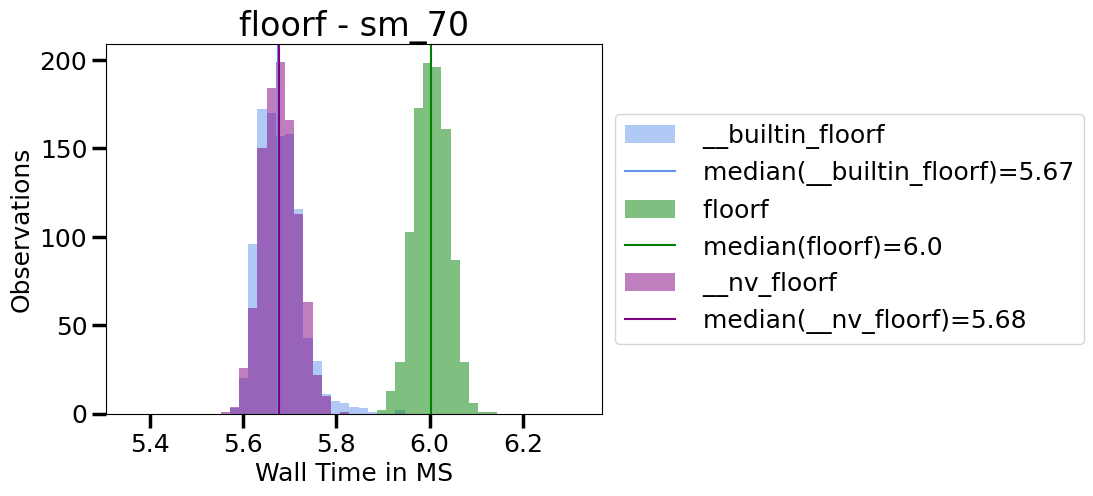 floorf - sm_70
Observations
200
150
100
50
0
5.4 5.6 5.8 6.0 6.2
Wall Time in MS
__builtin_floorf
median(__builtin_floorf)=5.67
floorf
median(floorf)=6.0
__nv_floorf
median(__nv_floorf)=5.68